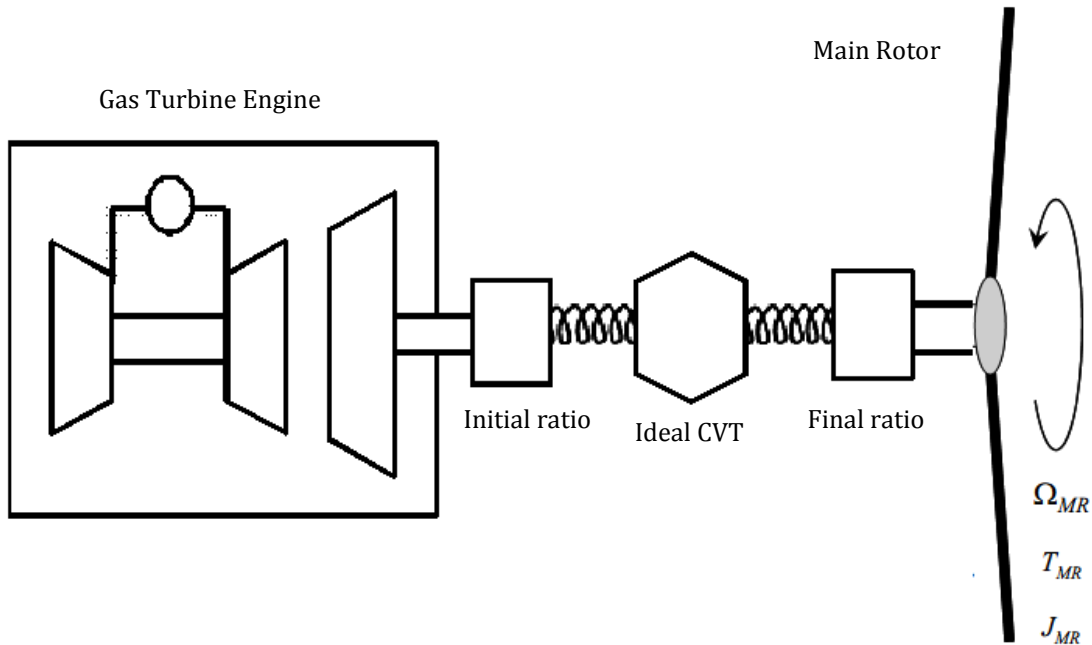 Main Rotor
Gas Turbine Engine
Initial ratio
Ideal CVT
Final ratio
Ω_MR
T_MR
J_MR